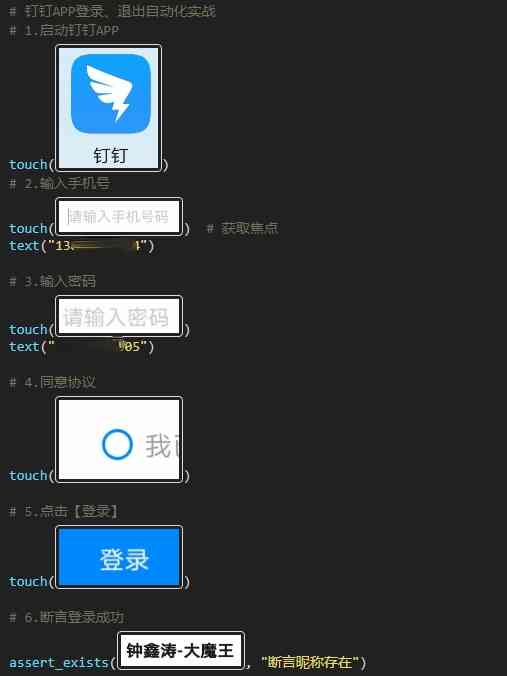 # 钉钉APP登录、退出自动化实战
# 1.启动钉钉APP
钉钉
touch( )
# 2.输入手机号
touch( 请输入手机号码 ) # 获取焦点
text("13 4")
# 3.输入密码
touch( 请输入密码 )
text(" 05")
# 4.同意协议
touch( 我 )
# 5.点击【登录】
touch( 登录 )
# 6.断言登录成功
assert_exists( 钟鑫涛-大魔王 , "断言昵称存在")